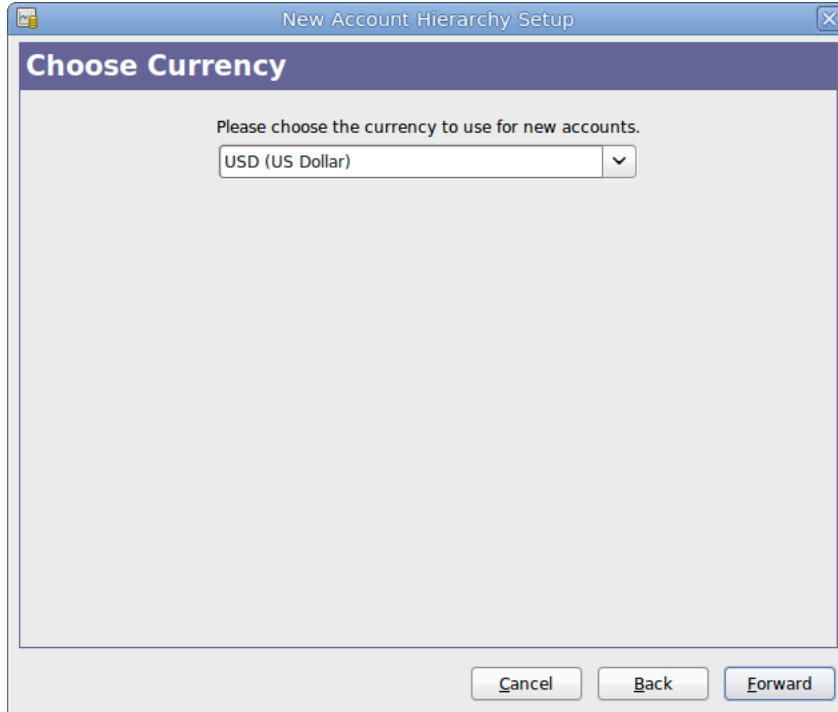 New Account Hierarchy Setup
Choose Currency
Please choose the currency to use for new accounts.
USD (US Dollar)
Cancel
Back
Forward